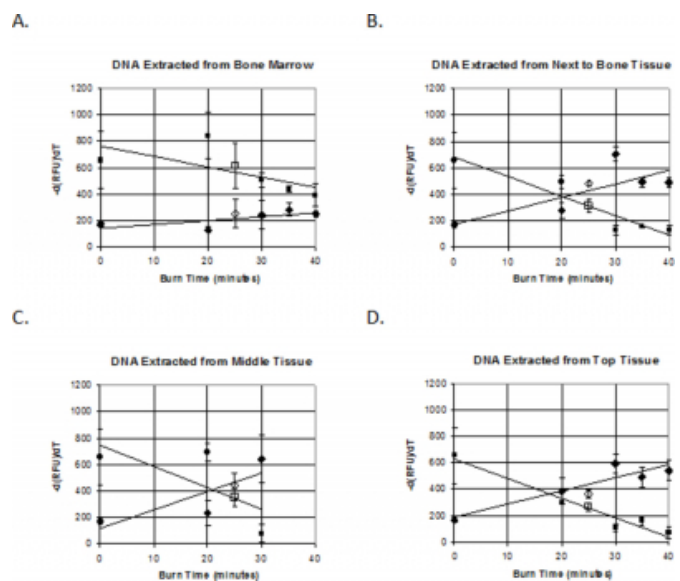 A.
DNA Extracted from Bone Marrow
-d(RFU)/dT
1200
1000
800
600
400
200
0
0 10 20 30 40
Burn Time (minutes)
B.
DNA Extracted from Next to Bone Tissue
-d(RFU)/dT
1200
1000
800
600
400
200
0
0 10 20 30 40
Burn Time (minutes)
C.
DNA Extracted from Middle Tissue
-d(RFU)/dT
1200
1000
800
600
400
200
0
0 10 20 30 40
Burn Time (minutes)
D.
DNA Extracted from Top Tissue
-d(RFU)/dT
1200
1000
800
600
400
200
0
0 10 20 30 40
Burn Time (minutes)